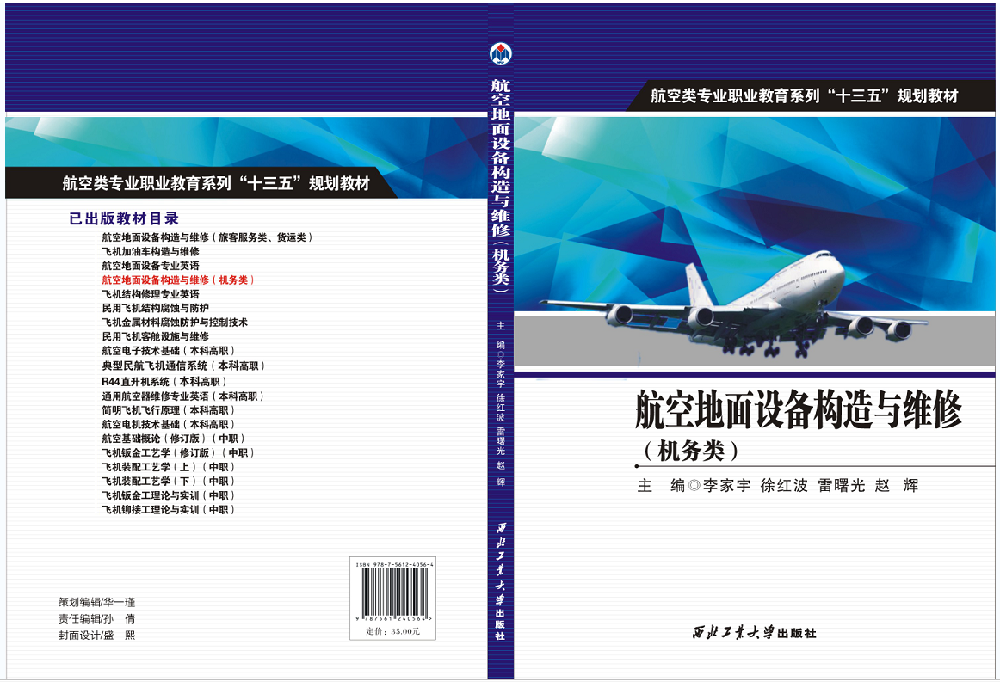 航空类专业职业教育系列“十三五”规划教材
已出版教材目录
航空地面设备构造与维修（旅客服务类、货运类）
飞机加油车构造与维修
航空地面设备专业英语
航空地面设备构造与维修（机务类）
飞机结构修理专业英语
民用飞机结构腐蚀与防护
飞机金属材料腐蚀防护与控制技术
民用飞机客舱设施与维修
航空电子技术基础（本科高职）
典型民航飞机通信系统（本科高职）
R44直升机系统（本科高职）
通用航空器维修专业英语（本科高职）
简明飞机飞行原理（本科高职）
航空电机技术基础（本科高职）
航空基础概论（修订版）（中职）
飞机钣金工艺学（修订版）（中职）
飞机装配工艺学（上）（中职）
飞机装配工艺学（下）（中职）
飞机钣金工理论与实训（中职）
飞机铆接工理论与实训（中职）
策划编辑/华一瑾
责任编辑/孙　倩
封面设计/盛　熙
ISBN 978-7-5612-4056-4
9 787561 240564 >
定价：35.00元
航空地面设备构造与维修（机务类）
主　编◎李家宇 徐红波 雷曙光 赵　辉
西北工业大学出版社
航空类专业职业教育系列“十三五”规划教材
航空地面设备构造与维修
（机务类）
主　编◎李家宇 徐红波 雷曙光 赵　辉
西北工业大学出版社